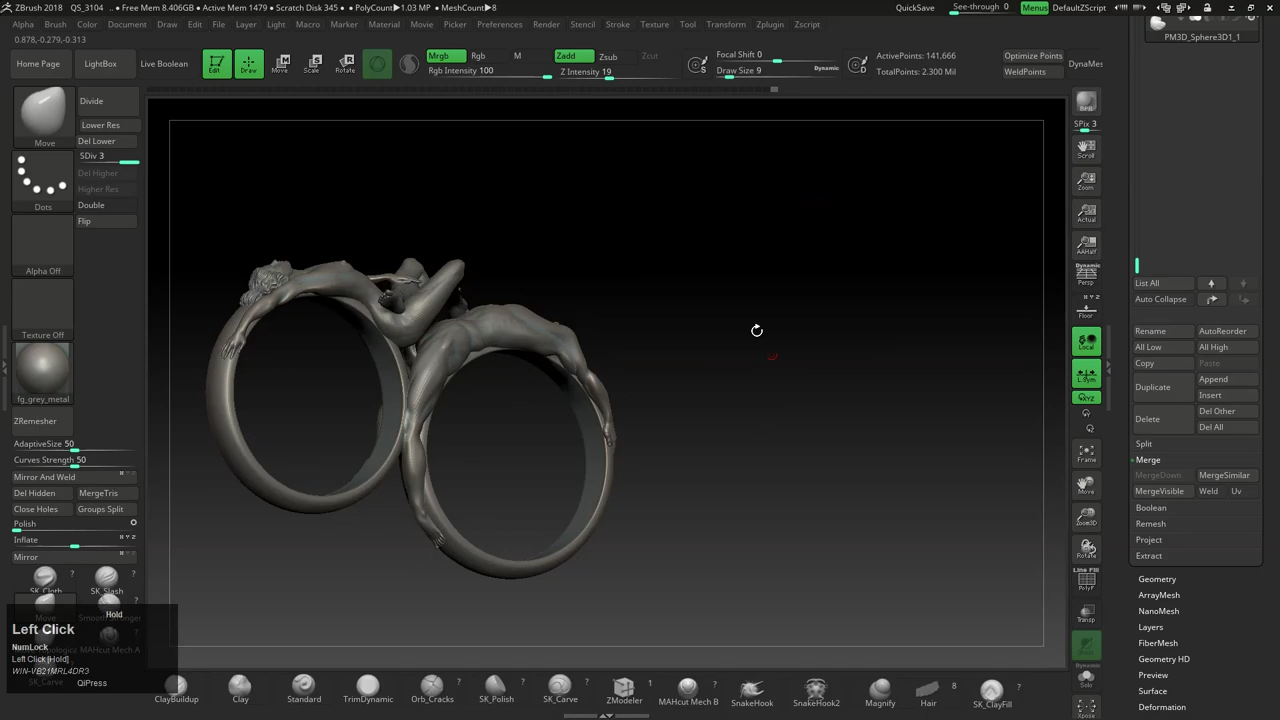 ZBrush 2018 QS_3104 .. ● Free Mem 8.406GB ● Active Mem 1479 ● Scratch Disk 345 ● PolyCount▶1.03 MP ● MeshCount▶8
QuickSave See-through 0 Menus DefaultZScript
Alpha Brush Color Document Draw Edit File Layer Light Macro Marker Material Movie Picker Preferences Render Stencil Stroke Texture Tool Transform Zplugin Zscript
0.878,-0.279,-0.313
PM3D_Sphere3D1_1
Home Page LightBox Live Boolean Edit Draw Move Scale Rotate
Mrgb Rgb M Zadd Zsub Zcut
Rgb Intensity 100 Z Intensity 19
Focal Shift 0
Draw Size 9 Dynamic
S
D
ActivePoints: 141,666
TotalPoints: 2.300 Mil
Optimize Points
WeldPoints
DynaMes
Move
Divide
Lower Res
Del Lower
SDiv 3
Del Higher
Higher Res
Double
Flip
Dots
Alpha Off
Texture Off
fg_grey_metal
ZRemesher
AdaptiveSize 50
Curves Strength 50
Mirror And Weld
Del Hidden MergeTris
Close Holes Groups Split
Polish
Inflate
Mirror
SK_Cloth SK_Slash
Move
Hold
Left Click
NumLock
Left Click [Hold]
WIN-VB21MRL4DR3
QiPress
ClayBuildup Clay Standard TrimDynamic Orb_Cracks SK_Polish SK_Carve ZModeler MAHcut Mech B SnakeHook SnakeHook2 Magnify Hair 8 SK_ClayFill
BPR
SPix 3
Scroll
Zoom
Actual
AAHalf
Dynamic
Persp
Floor
Local
L.Sym
Frame
Move
Zoom3D
Rotate
Line Fill
PolyF
Transp
Dynamic
Solo
Xpose
List All
Auto Collapse
Rename AutoReorder
All Low All High
Copy Paste
Duplicate Append
Insert
Delete Del Other
Del All
Split
Merge
MergeDown MergeSimilar
MergeVisible Weld Uv
Boolean
Remesh
Project
Extract
Geometry
ArrayMesh
NanoMesh
Layers
FiberMesh
Geometry HD
Preview
Surface
Deformation